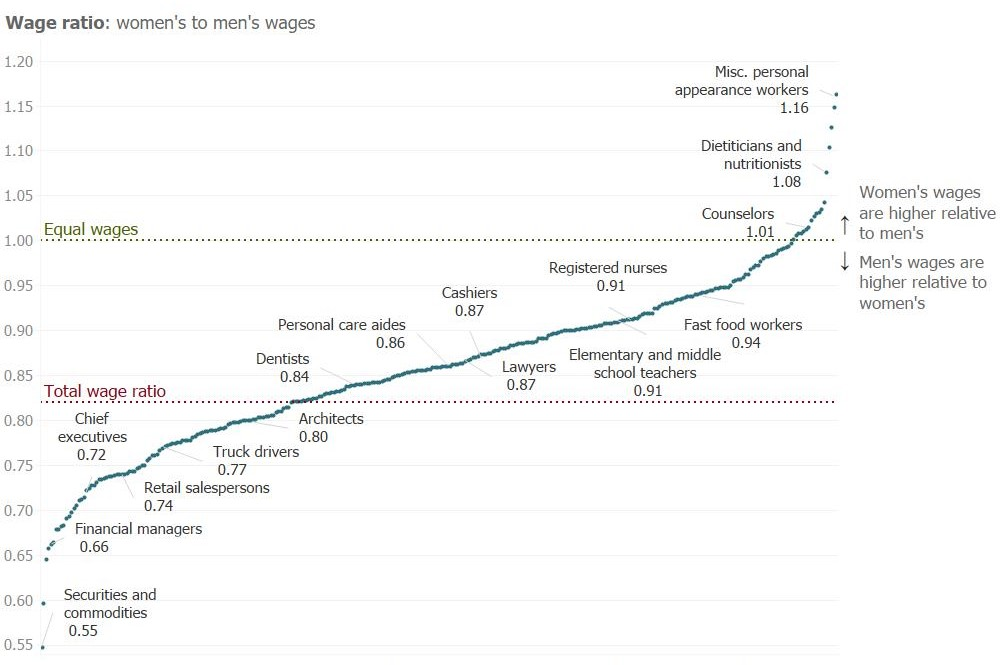 Wage ratio: women's to men's wages
1.20
1.15
1.10
1.05
1.00
0.95
0.90
0.85
0.80
0.75
0.70
0.65
0.60
0.55
Misc. personal
appearance workers
1.16
Dietiticians and
nutritionists
1.08
Counselors
1.01
Equal wages
Women's wages
are higher relative
to men's
↑
↓
Men's wages are
higher relative to
women's
Registered nurses
0.91
Cashiers
0.87
Personal care aides
0.86
Fast food workers
0.94
Dentists
0.84
Lawyers
0.87
Elementary and middle
school teachers
0.91
Total wage ratio
Chief
executives
0.72
Architects
0.80
Truck drivers
0.77
Retail salespersons
0.74
Financial managers
0.66
Securities and
commodities
0.55